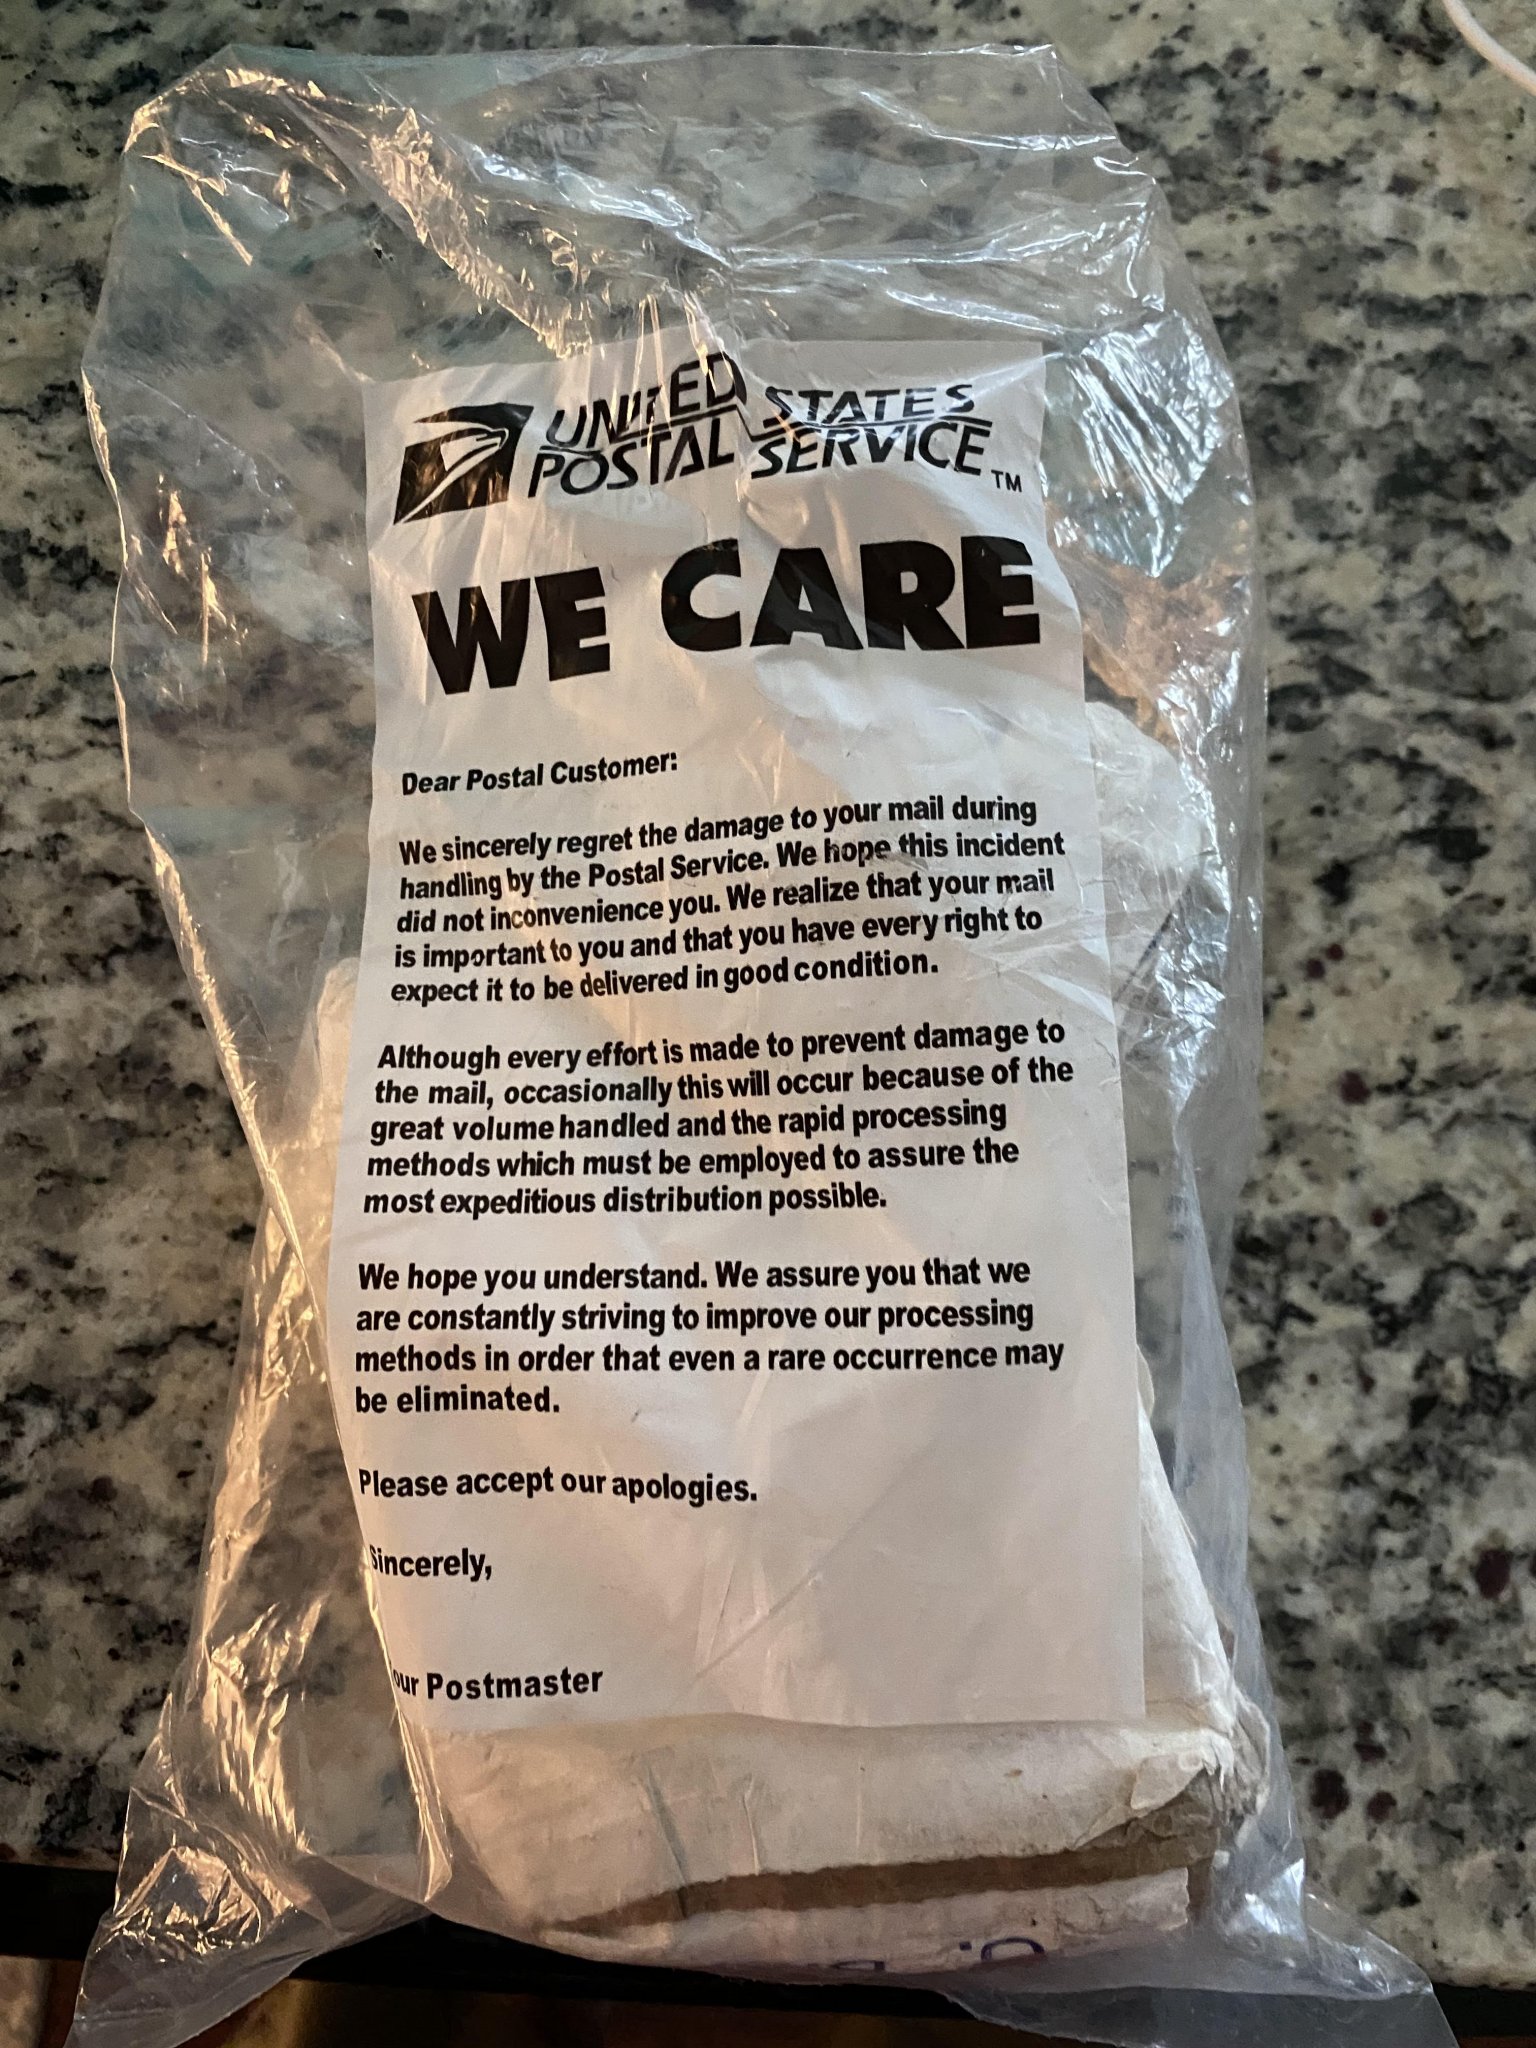 UNITED STATES
POSTAL SERVICE TM
WE CARE
Dear Postal Customer:
We sincerely regret the damage to your mail during
handling by the Postal Service. We hope this incident
did not inconvenience you. We realize that your mail
is important to you and that you have every right to
expect it to be delivered in good condition.
Although every effort is made to prevent damage to
the mail, occasionally this will occur because of the
great volume handled and the rapid processing
methods which must be employed to assure the
most expeditious distribution possible.
We hope you understand. We assure you that we
are constantly striving to improve our processing
methods in order that even a rare occurrence may
be eliminated.
Please accept our apologies.
Sincerely,
our Postmaster